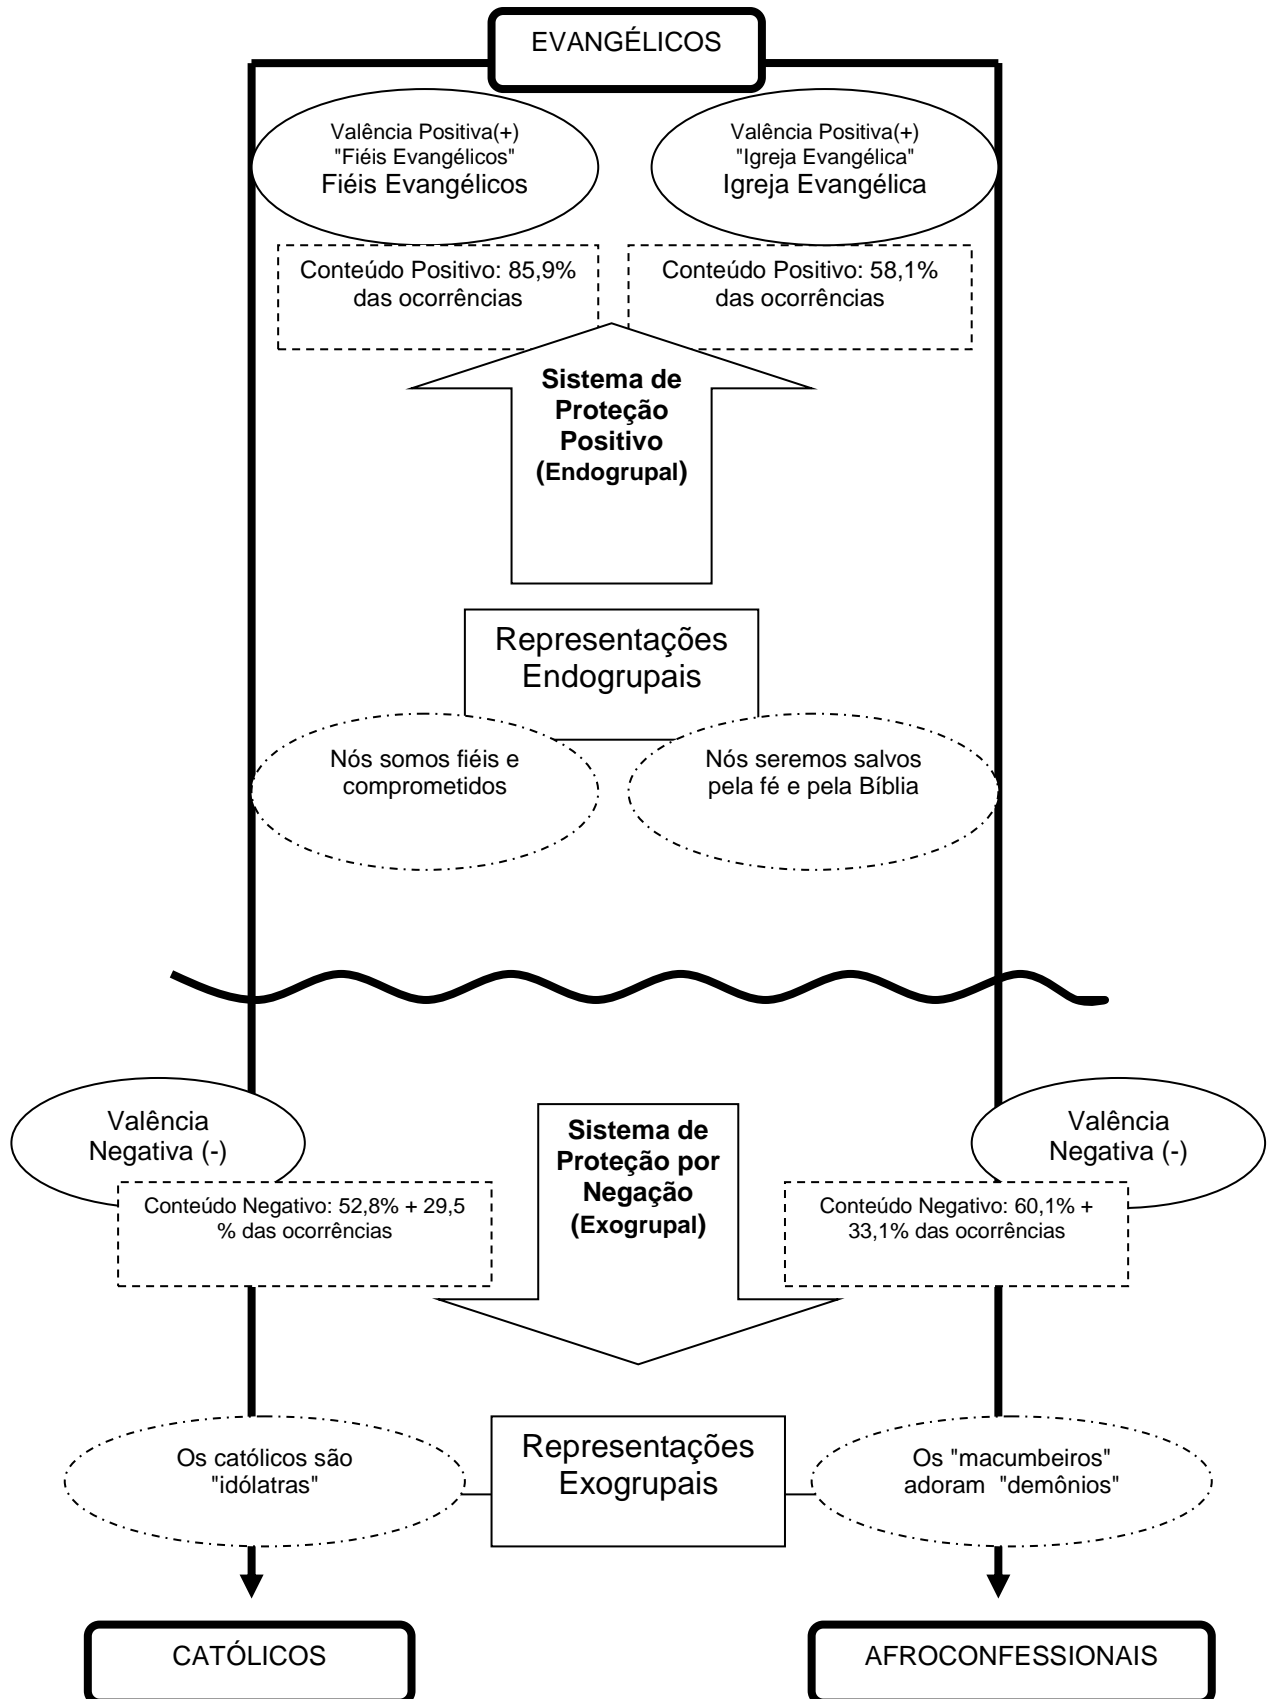 EVANGÉLICOS
Valência Positiva(+)
"Fiéis Evangélicos"
Fiéis Evangélicos
Valência Positiva(+)
"Igreja Evangélica"
Igreja Evangélica
Conteúdo Positivo: 85,9%
das ocorrências
Conteúdo Positivo: 58,1%
das ocorrências
Sistema de
Proteção
Positivo
(Endogrupal)
Representações
Endogrupais
Nós somos fiéis e
comprometidos
Nós seremos salvos
pela fé e pela Bíblia
Valência
Negativa (-)
Sistema de
Proteção por
Negação
(Exogrupal)
Valência
Negativa (-)
Conteúdo Negativo: 52,8% + 29,5
% das ocorrências
Conteúdo Negativo: 60,1% +
33,1% das ocorrências
Os católicos são
"idólatras"
Representações
Exogrupais
Os "macumbeiros"
adoram  "demônios"
CATÓLICOS
AFROCONFESSIONAIS